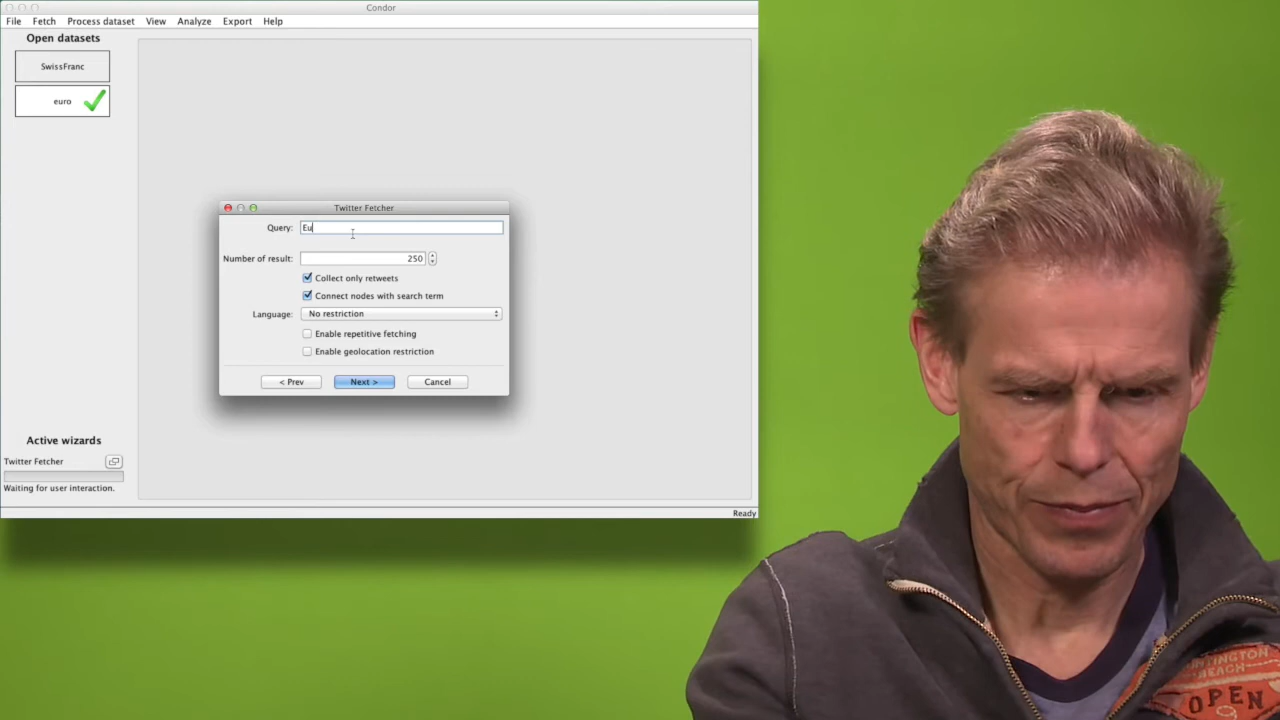 Condor
File Fetch Process dataset View Analyze Export Help
Open datasets
SwissFranc
euro
Twitter Fetcher
Query: Eu
Number of result: 250
Collect only retweets
Connect nodes with search term
Language: No restriction
Enable repetitive fetching
Enable geolocation restriction
< Prev Next > Cancel
Active wizards
Twitter Fetcher
Waiting for user interaction.
Ready
BEACH
OPEN